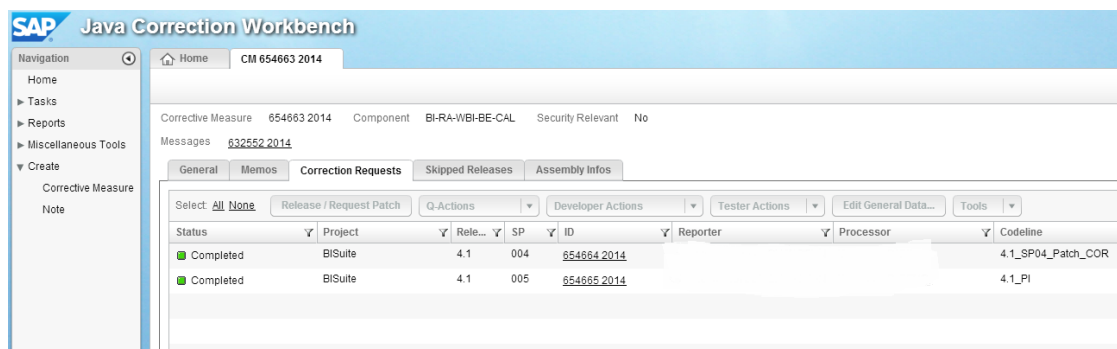 SAP Java Correction Workbench
Navigation
Home
Tasks
Reports
Miscellaneous Tools
Create
Corrective Measure
Note
Home CM 654663 2014
Corrective Measure 654663 2014 Component BI-RA-WBI-BE-CAL Security Relevant No
Messages 632552 2014
General Memos Correction Requests Skipped Releases Assembly Infos
Select: All None Release / Request Patch Q-Actions Developer Actions Tester Actions Edit General Data... Tools
Status Project Rele... SP ID Reporter Processor Codeline
Completed BISuite 4.1 004 654664 2014 4.1_SP04_Patch_COR
Completed BISuite 4.1 005 654665 2014 4.1_PI